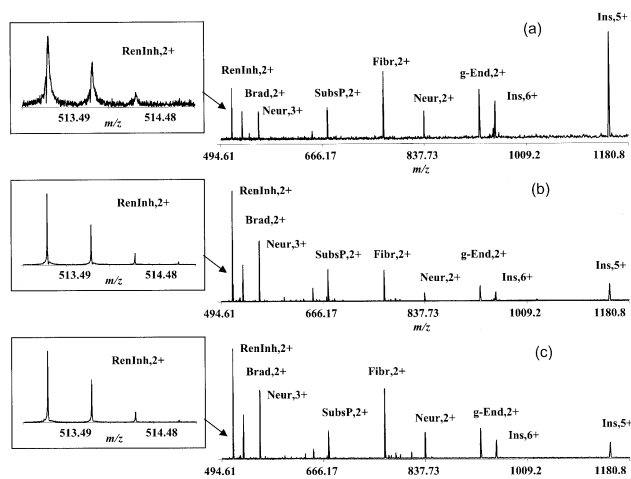 (a)
Ins,5+
RenInh,2+
RenInh,2+
Brad,2+
Neur,3+
SubsP,2+
Fibr,2+
Neur,2+
g-End,2+
Ins,6+
513.49 514.48
m/z
494.61 666.17 837.73 1009.2 1180.8
m/z
(b)
RenInh,2+
RenInh,2+
Brad,2+
Neur,3+
SubsP,2+
Fibr,2+
Neur,2+
g-End,2+
Ins,6+
Ins,5+
513.49 514.48
m/z
494.61 666.17 837.73 1009.2 1180.8
m/z
(c)
RenInh,2+
RenInh,2+
Brad,2+
Neur,3+
SubsP,2+
Fibr,2+
Neur,2+
g-End,2+
Ins,6+
Ins,5+
513.49 514.48
m/z
494.61 666.17 837.73 1009.2 1180.8
m/z